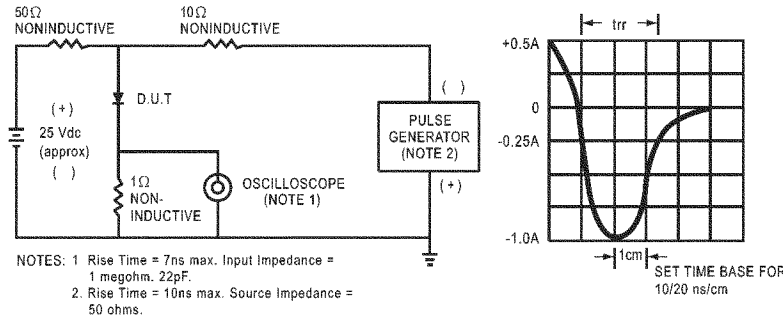 50Ω
NONINDUCTIVE
10Ω
NONINDUCTIVE
(+)
25 Vdc
(approx)
( )
D.U.T
1Ω
NON-
INDUCTIVE
OSCILLOSCOPE
(NOTE 1)
( )
PULSE
GENERATOR
(NOTE 2)
(+)
trr
+0.5A
0
-0.25A
-1.0A
1cm
SET TIME BASE FOR
10/20 ns/cm
NOTES: 1 Rise Time = 7ns max. Input Impedance =
1 megohm. 22pF.
2. Rise Time = 10ns max. Source Impedance =
50 ohms.